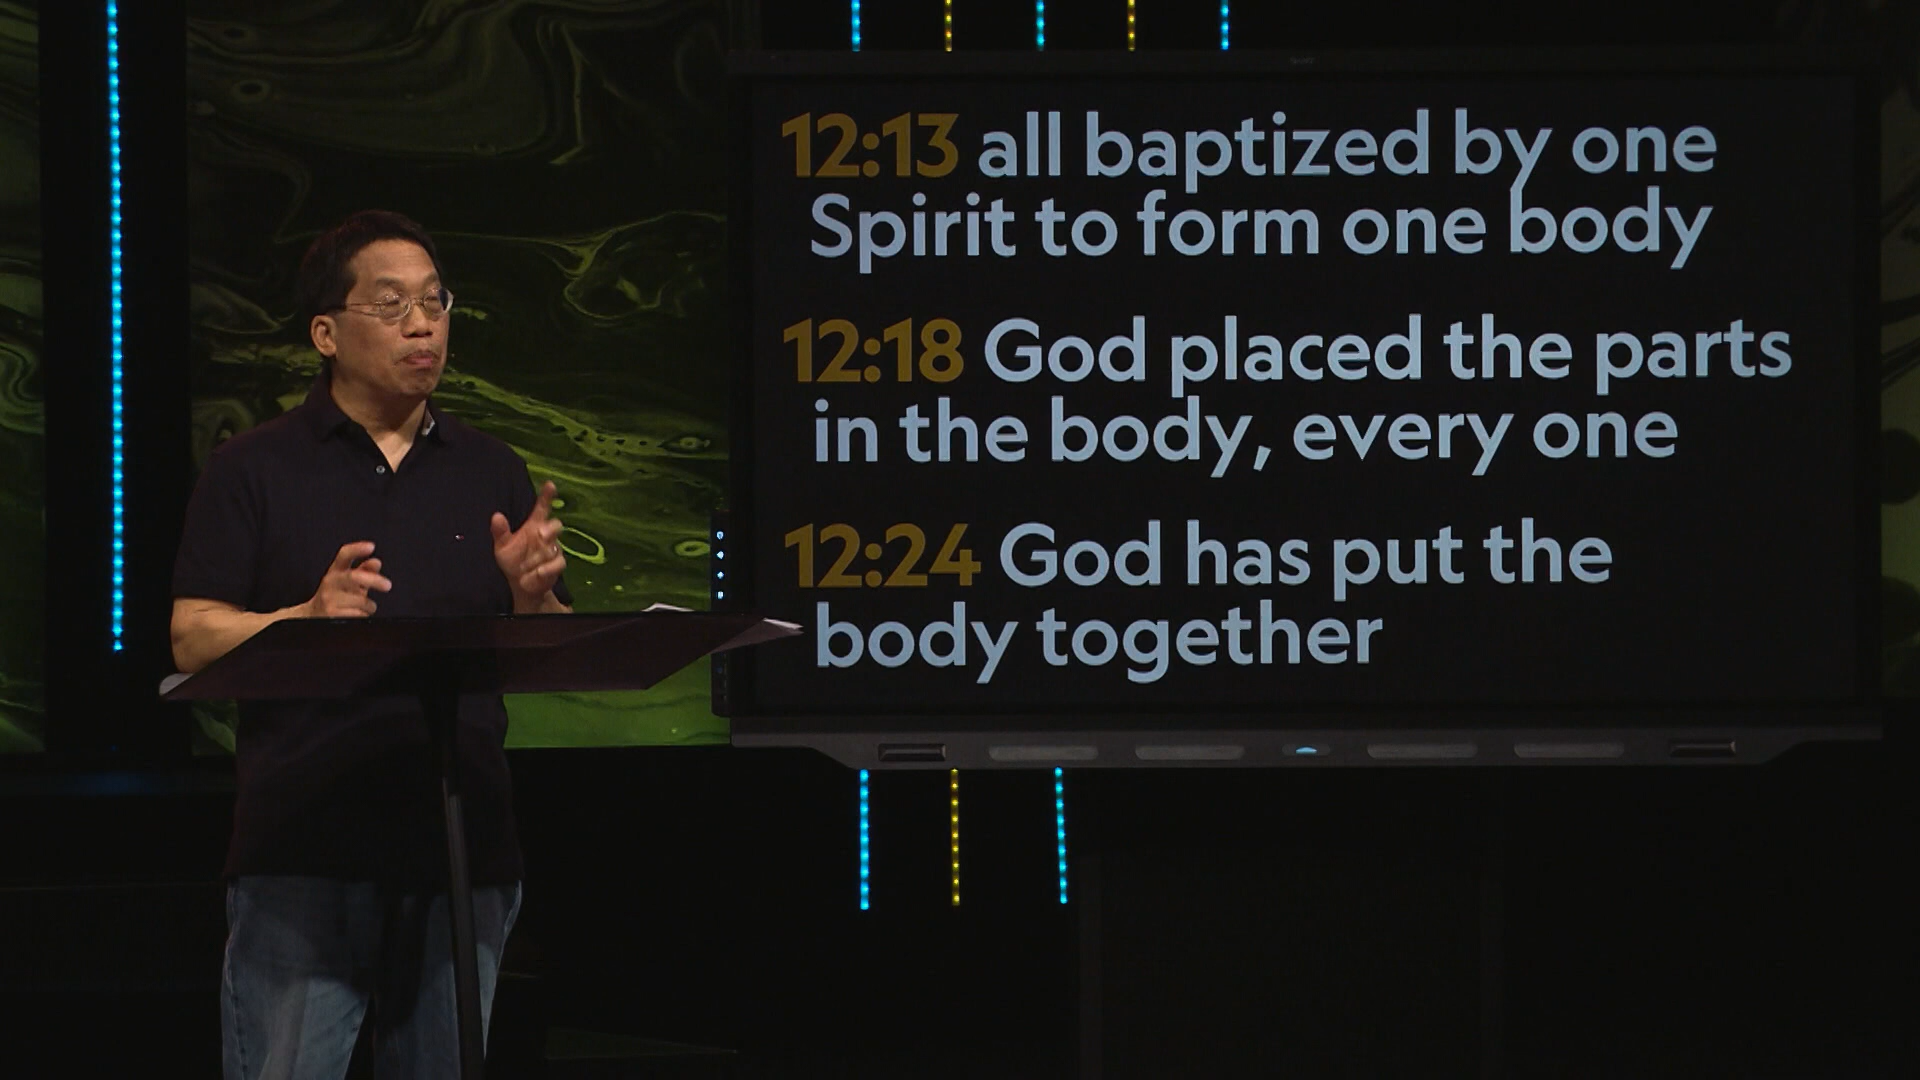 12:13 all baptized by one
Spirit to form one body
12:18 God placed the parts
in the body, every one
12:24 God has put the
body together